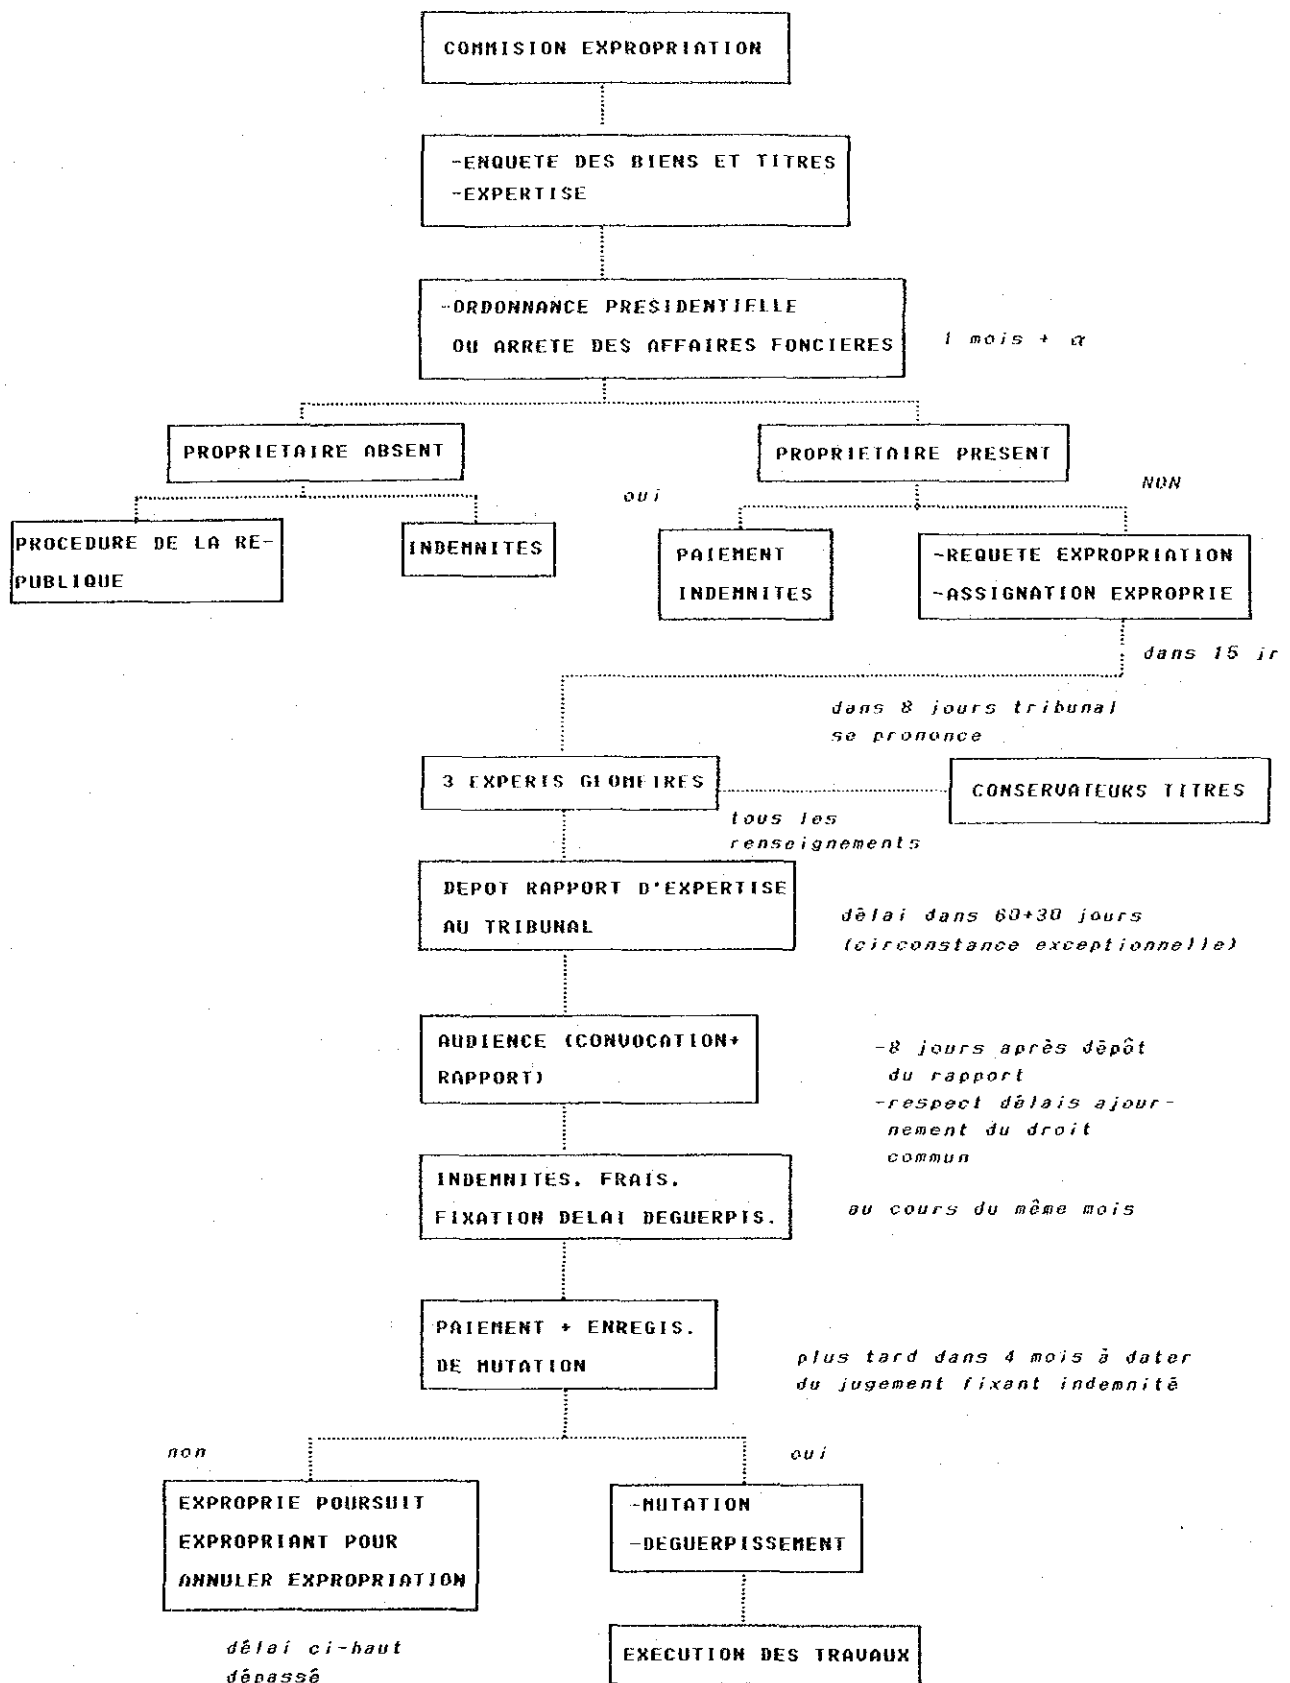 COMMISION EXPROPRIATION
-ENQUETE DES BIENS ET TITRES
-EXPERTISE
-ORDONNANCE PRESIDENTIELLE
OU ARRETE DES AFFAIRES FONCIERES
1 mois + α
PROPRIETAIRE ABSENT
PROPRIETAIRE PRESENT
oui
NON
PROCEDURE DE LA RE-
PUBLIQUE
INDEMNITES
PAIEMENT
INDEMNITES
-REQUETE EXPROPRIATION
-ASSIGNATION EXPROPRIE
dans 15 jr
dans 8 jours tribunal
se prononce
3 EXPERTS GEOMETRES
CONSERVATEURS TITRES
tous les
renseignements
DEPOT RAPPORT D'EXPERTISE
AU TRIBUNAL
délai dans 60+30 jours
(circonstance exceptionnelle)
AUDIENCE (CONVOCATION+
RAPPORT)
-8 jours après dépôt
du rapport
-respect délais ajour-
nement du droit
commun
INDEMNITES. FRAIS.
FIXATION DELAI DEGUERPIS.
au cours du même mois
PAIEMENT + ENREGIS.
DE MUTATION
plus tard dans 4 mois à dater
du jugement fixant indemnité
non
oui
EXPROPRIE POURSUIT
EXPROPRIANT POUR
ANNULER EXPROPRIATION
-MUTATION
-DEGUERPISSEMENT
délai ci-haut
dépassé
EXECUTION DES TRAVAUX